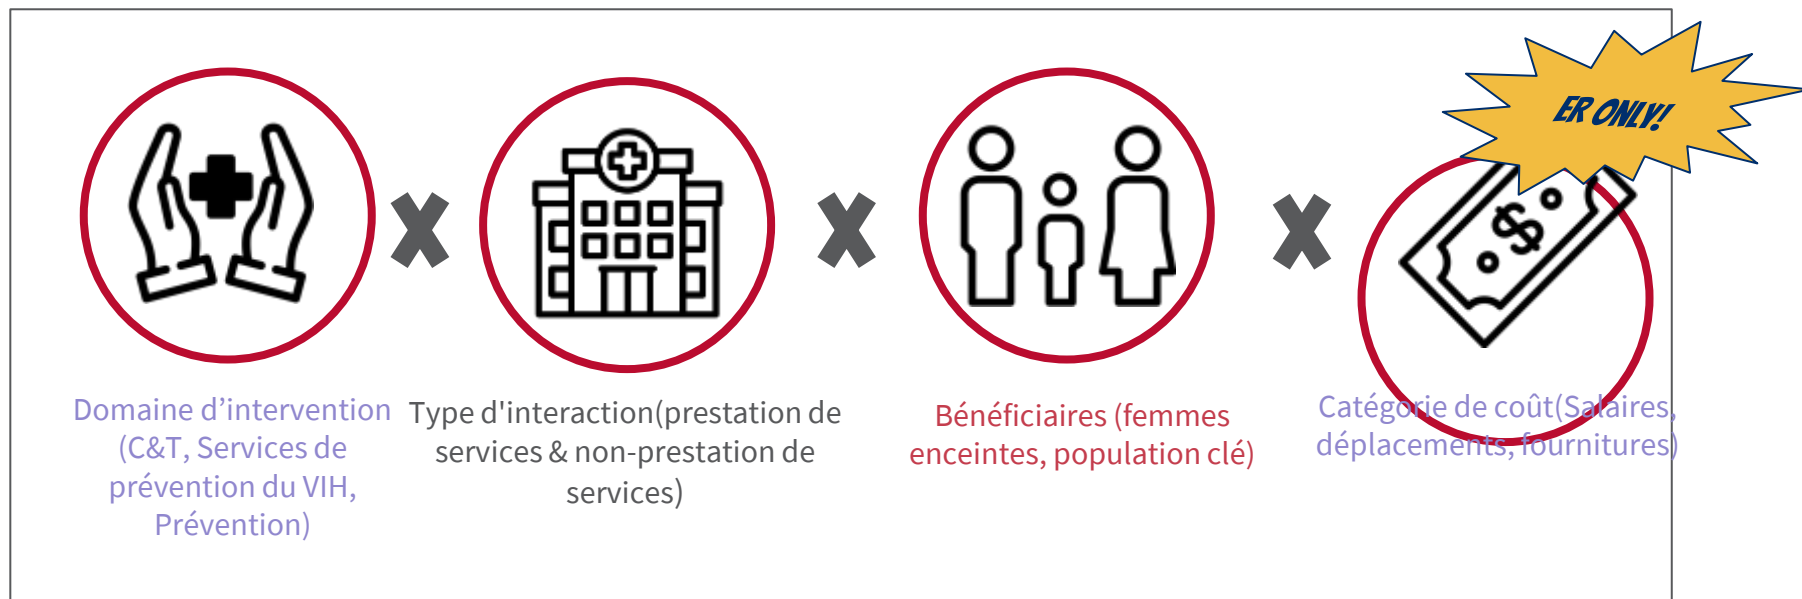 ER ONLY!
Domaine d’intervention
(C&T, Services de
prévention du VIH,
Prévention)
Type d'interaction(prestation de
services & non-prestation de
services)
Bénéficiaires (femmes
enceintes, population clé)
Catégorie de coût(Salaires,
déplacements, fournitures)